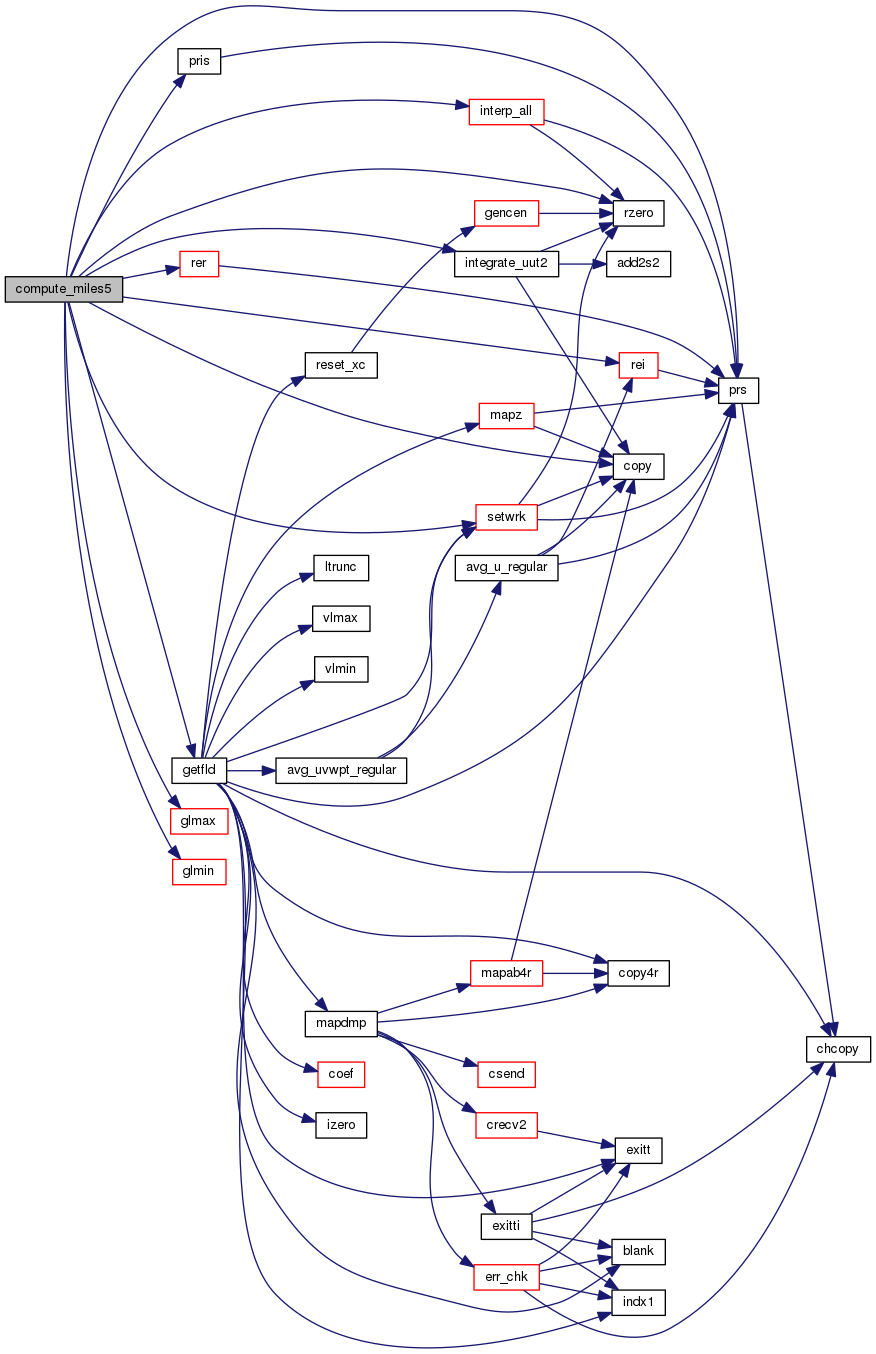 pris
interp_all
gencen
rzero
rer
integrate_uut2
add2s2
compute_miles5
reset_xc
rei
prs
mapz
copy
setwrk
ltrunc
avg_u_regular
vlmax
vlmin
getfld
avg_uvwpt_regular
glmax
glmin
mapab4r
copy4r
mapdmp
chcopy
coef
csend
izero
crecv2
exitt
exitti
blank
err_chk
indx1